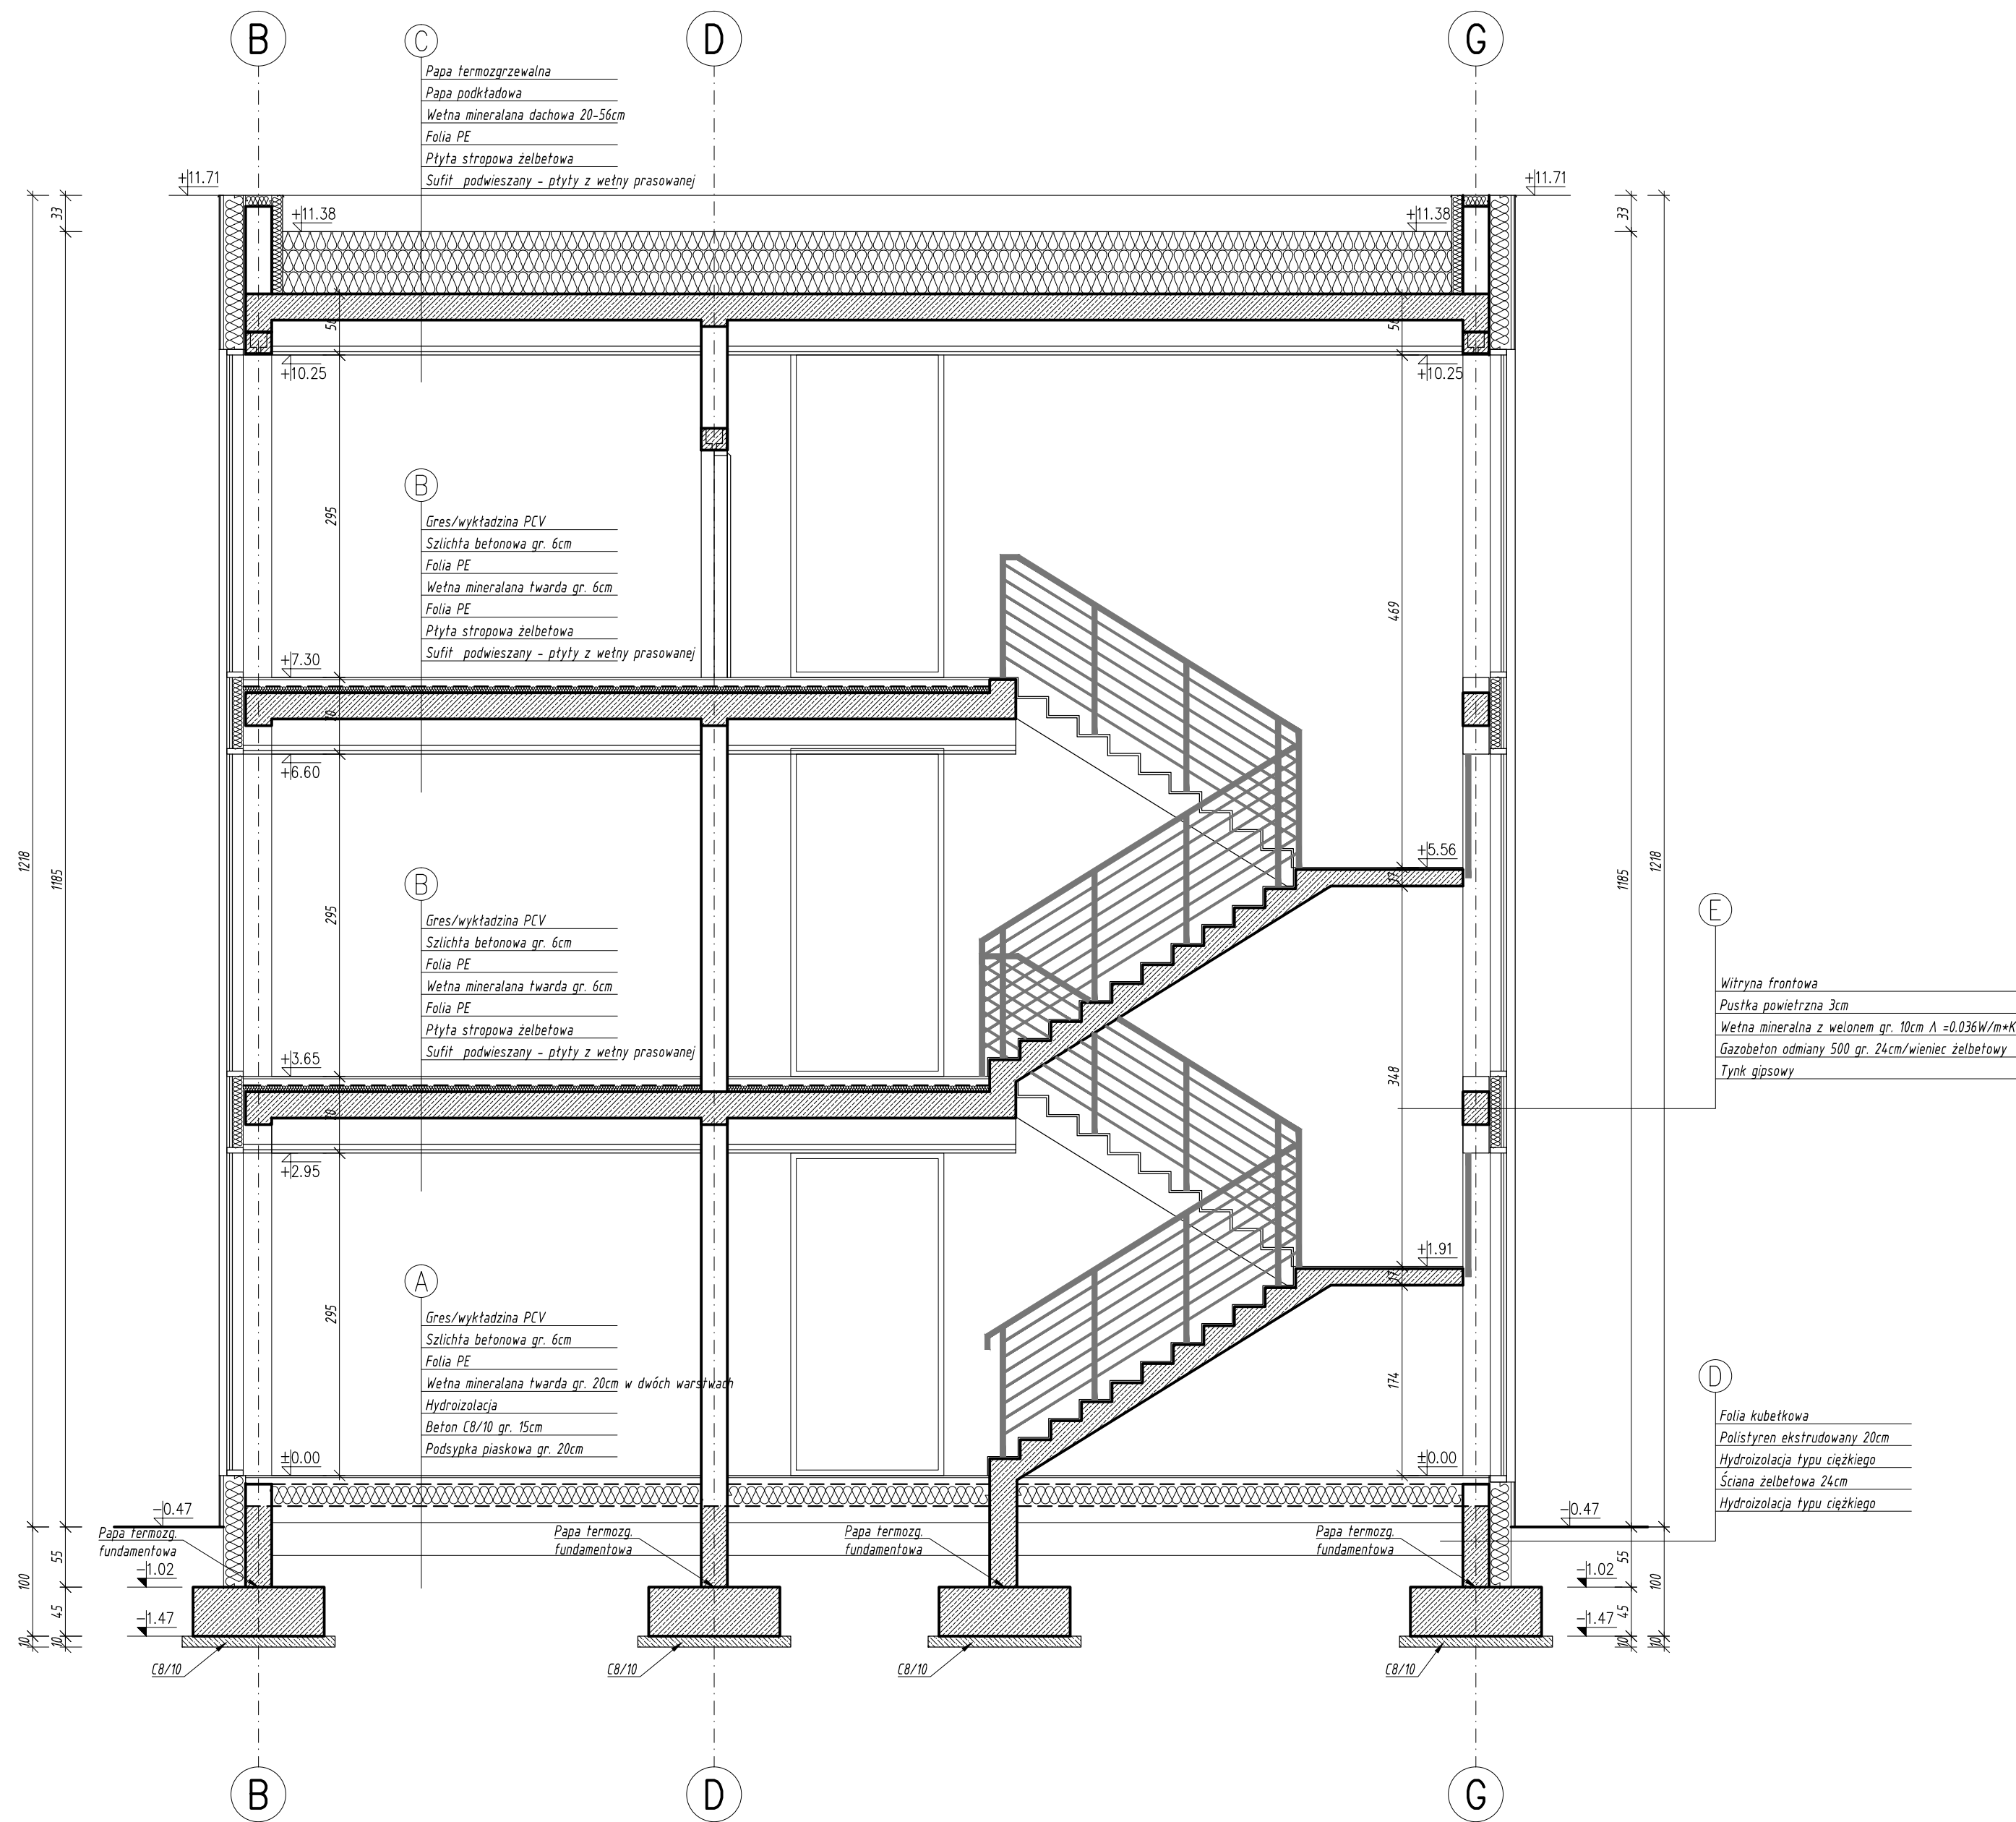 B
C
D
G
Papa termozgrzewalna
Papa podkładowa
Wełna mineralana dachowa 20-56cm
Folia PE
Płyta stropowa żelbetowa
Sufit podwieszany - płyty z wełny prasowanej
+11.71
+11.71
33
33
+11.38
+11.38
+10.25
+10.25
B
Gres/wykładzina PCV
Szlichta betonowa gr. 6cm
Folia PE
Wełna mineralana twarda gr. 6cm
Folia PE
Płyta stropowa żelbetowa
Sufit podwieszany - płyty z wełny prasowanej
295
469
+7.30
+6.60
1218
1185
B
Gres/wykładzina PCV
Szlichta betonowa gr. 6cm
Folia PE
Wełna mineralana twarda gr. 6cm
Folia PE
Płyta stropowa żelbetowa
Sufit podwieszany - płyty z wełny prasowanej
295
+5.56
17
1185
1218
E
Witryna frontowa
Pustka powietrzna 3cm
Wełna mineralna z welonem gr. 10cm Λ =0.036W/m*K
Gazobeton odmiany 500 gr. 24cm/wieniec żelbetowy
Tynk gipsowy
+3.65
348
+2.95
A
Gres/wykładzina PCV
Szlichta betonowa gr. 6cm
Folia PE
Wełna mineralana twarda gr. 20cm w dwóch warstwach
Hydroizolacja
Beton C8/10 gr. 15cm
Podsypka piaskowa gr. 20cm
295
+1.91
17
174
D
Folia kubełkowa
Polistyren ekstrudowany 20cm
Hydroizolacja typu ciężkiego
Ściana żelbetowa 24cm
Hydroizolacja typu ciężkiego
±0.00
±0.00
-0.47
-0.47
Papa termozg.
fundamentowa
Papa termozg.
fundamentowa
Papa termozg.
fundamentowa
Papa termozg.
fundamentowa
100
55
-1.02
-1.02
55
100
45
-1.47
-1.47
45
10
10
10
10
C8/10
C8/10
C8/10
C8/10
B
D
G